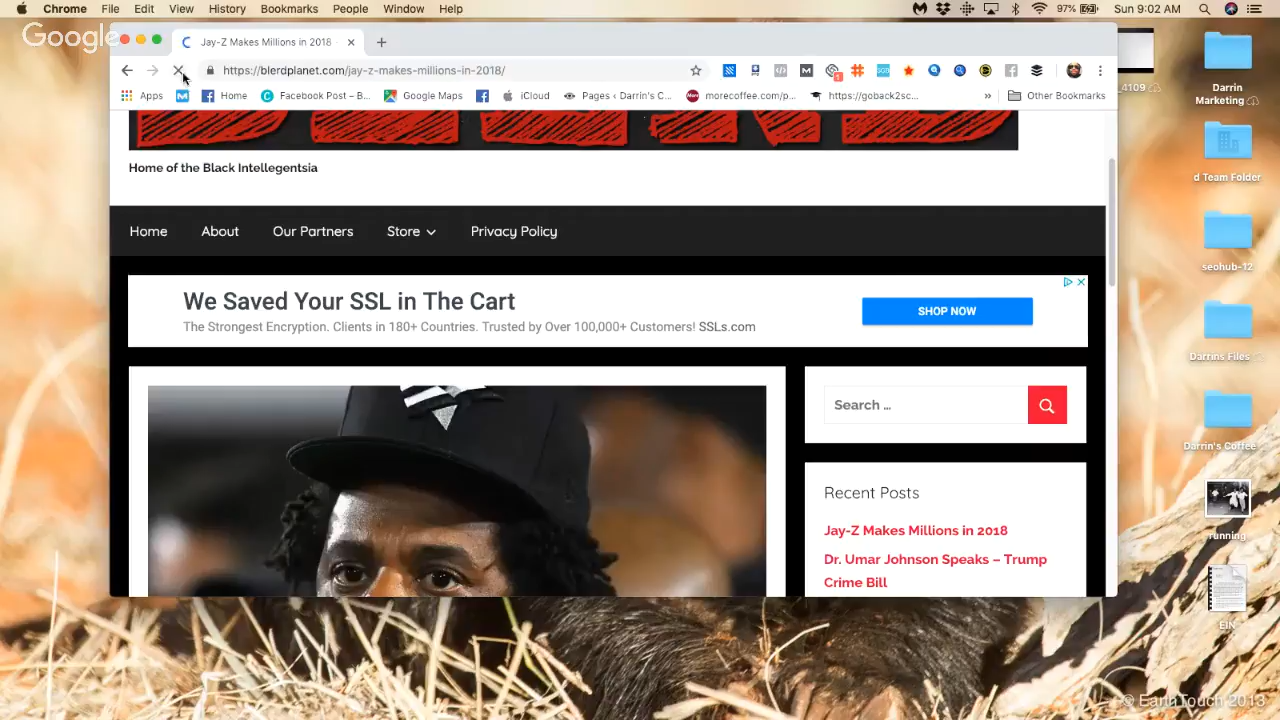 Chrome File Edit View History Bookmarks People Window Help 97% Sun 9:02 AM
Google
Jay-Z Makes Millions in 2018
https://blerdplanet.com/jay-z-makes-millions-in-2018/
Apps Home Facebook Post – B... Google Maps iCloud Pages ‹ Darrin's C... morecoffee.com/p... https://goback2sc... » Other Bookmarks
_4109
Darrin
Marketing
d Team Folder
seohub-12
Darrins Files
Darrin's Coffee
running
EIN
Home of the Black Intellegentsia
Home About Our Partners Store Privacy Policy
We Saved Your SSL in The Cart
The Strongest Encryption. Clients in 180+ Countries. Trusted by Over 100,000+ Customers! SSLs.com
SHOP NOW
Search ...
Recent Posts
Jay-Z Makes Millions in 2018
Dr. Umar Johnson Speaks – Trump
Crime Bill
© EarthTouch 2013